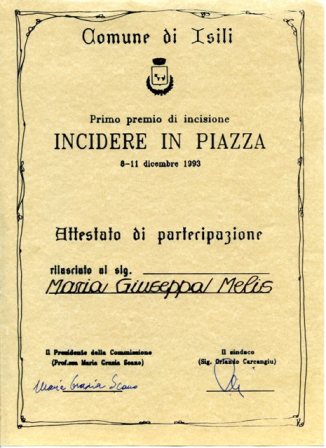 Comune di Isili
Primo premio di incisione
INCIDERE IN PIAZZA
8-11 dicembre 1993
Attestato di partecipazione
rilasciato al sig.
Maria Giuseppa Melis
Il Presidente della Commissione
(Prof.ssa Maria Grazia Scano)
Il sindaco
(Sig. Orlando Carcangiu)
Maria Grazia Scano